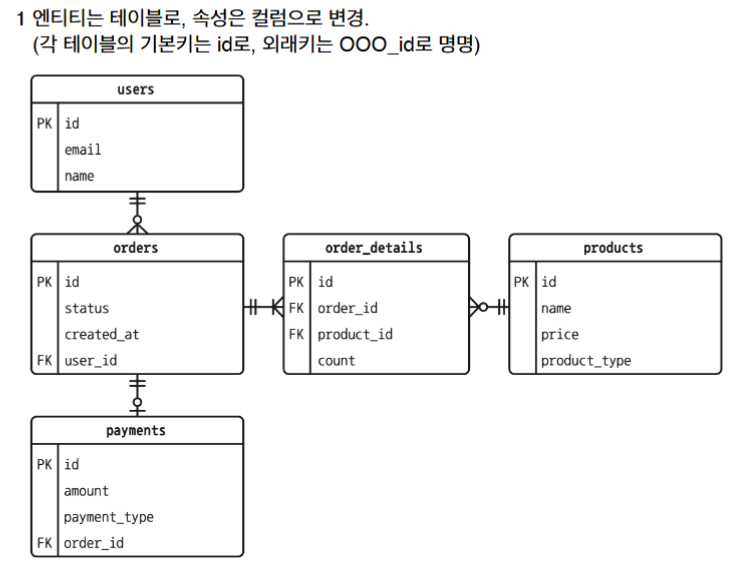 1 엔티티는 테이블로, 속성은 컬럼으로 변경.
(각 테이블의 기본키는 id로, 외래키는 OOO_id로 명명)
users
PK id
email
name
orders
PK id
status
created_at
FK user_id
order_details
PK id
FK order_id
FK product_id
count
products
PK id
name
price
product_type
payments
PK id
amount
payment_type
FK order_id